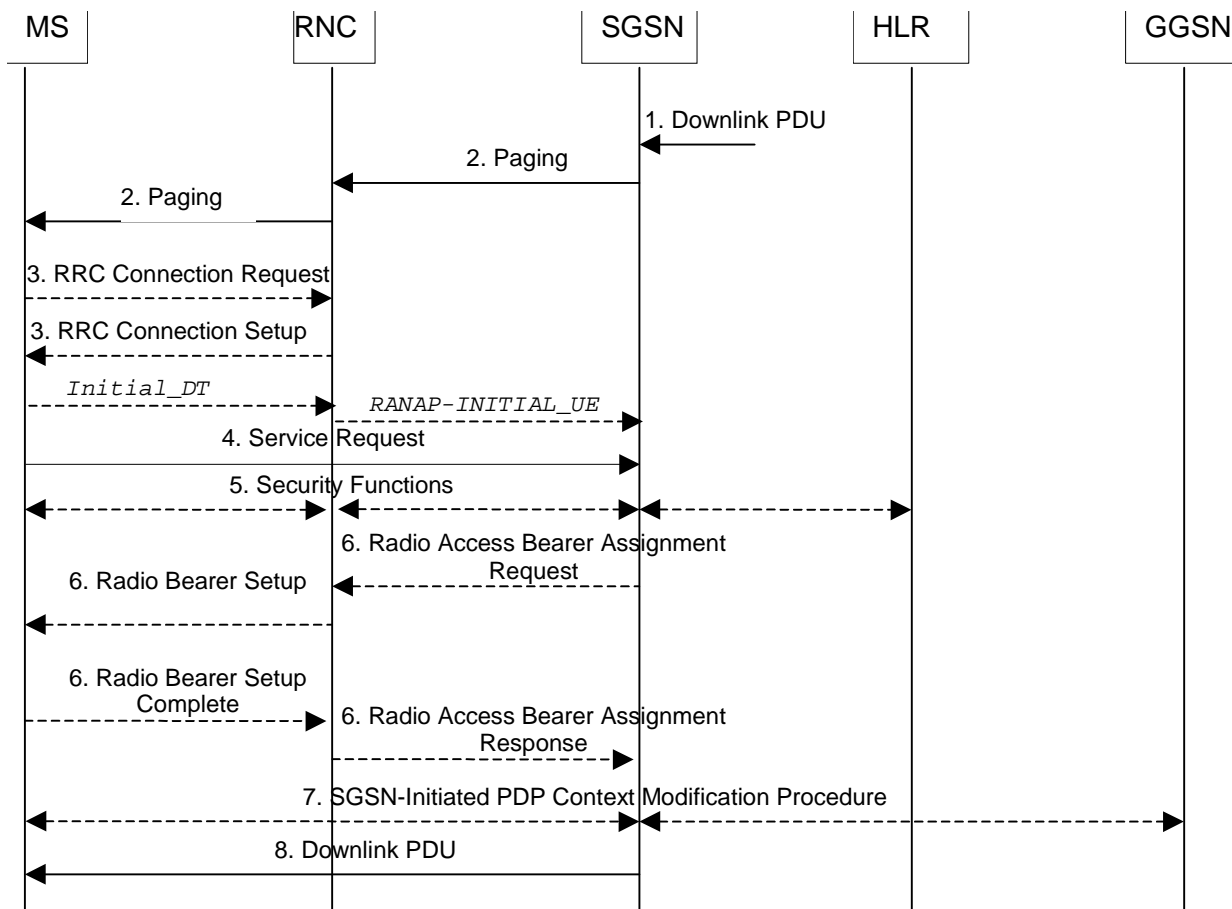 MS RNC SGSN HLR GGSN
1. Downlink PDU
2. Paging
2. Paging
3. RRC Connection Request
3. RRC Connection Setup
Initial_DT
RANAP-INITIAL_UE
4. Service Request
5. Security Functions
6. Radio Access Bearer Assignment
Request
6. Radio Bearer Setup
6. Radio Bearer Setup
Complete
6. Radio Access Bearer Assignment
Response
7. SGSN-Initiated PDP Context Modification Procedure
8. Downlink PDU